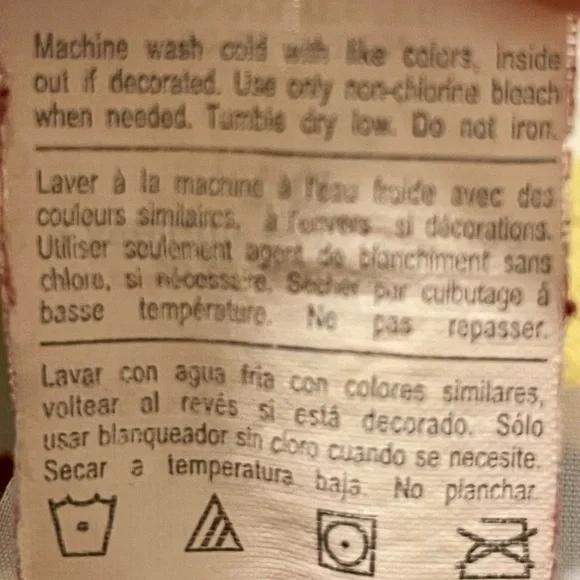 Machine wash cold with like colors, inside
out if decorated. Use only non-chlorine bleach
when needed. Tumble dry low. Do not iron.
Laver à la machine à l'eau froide avec des
couleurs similaires, à l'envers si décorations.
Utiliser seulement agent de blanchiment sans
chlore, si nécessaire. Sécher par culbutage à
basse température. Ne pas repasser.
Lavar con agua fria con colores similares,
voltear al revés si está decorado. Sólo
usar blanqueador sin cloro cuando se necesite.
Secar a temperatura baja. No planchar.